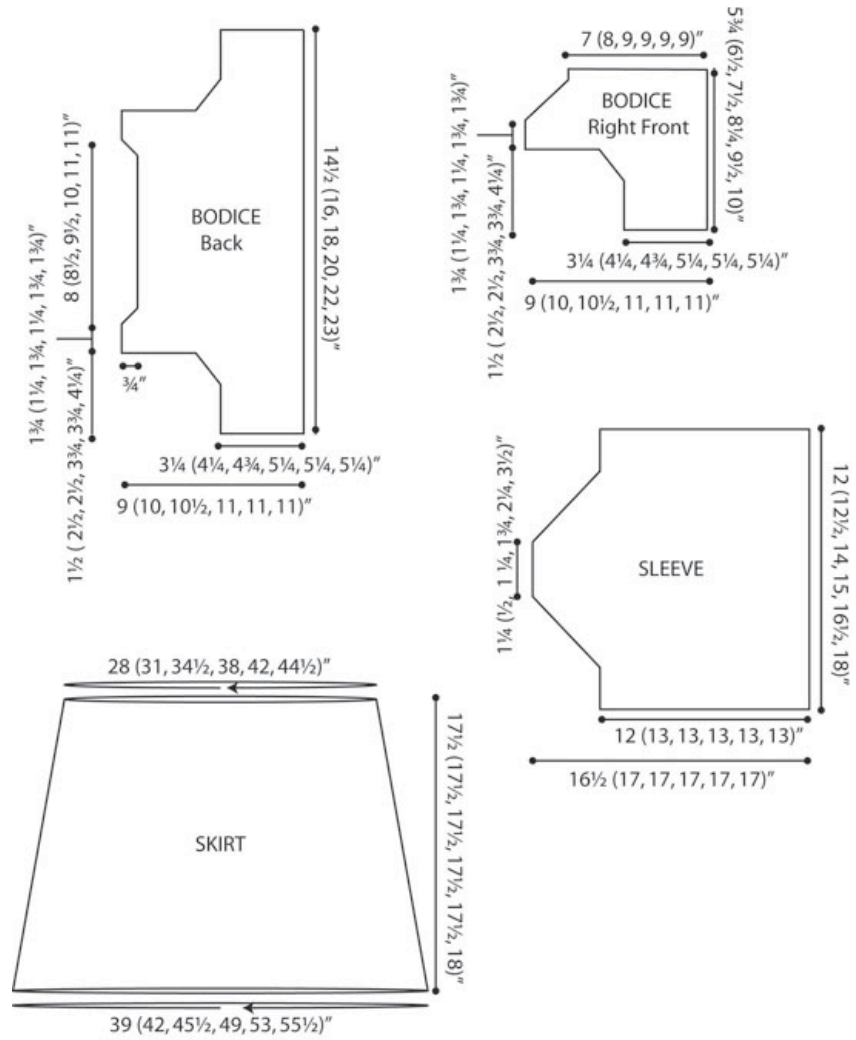 BODICE
Back
14½ (16, 18, 20, 22, 23)”
8 (8½, 9½, 10, 11, 11)”
1¾ (1¼, 1¾, 1¼, 1¾, 1¾)”
1½ ( 2½, 2½, 3¾, 3¾, 4¼)”
¾”
3¼ (4¼, 4¾, 5¼, 5¼, 5¼)”
9 (10, 10½, 11, 11, 11)”
7 (8, 9, 9, 9, 9)”
BODICE
Right Front
5¾ (6½, 7½, 8¼, 9½, 10)”
1¾ (1¼, 1¾, 1¼, 1¾, 1¾)”
1½ ( 2½, 2½, 3¾, 3¾, 4¼)”
3¼ (4¼, 4¾, 5¼, 5¼, 5¼)”
9 (10, 10½, 11, 11, 11)”
SLEEVE
12 (12½, 14, 15, 16½, 18)”
1¼ (½, 1 ¼, 1¾, 2¼, 3½)”
12 (13, 13, 13, 13, 13)”
16½ (17, 17, 17, 17, 17)”
28 (31, 34½, 38, 42, 44½)”
SKIRT
17½ (17½, 17½, 17½, 17½, 18)”
39 (42, 45½, 49, 53, 55½)”